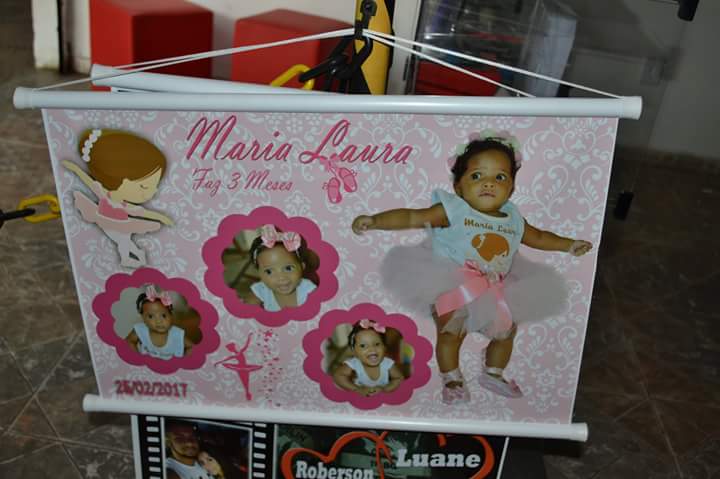 Maria Laura
Faz 3 Meses
Maria Laura
25/02/2017
Roberson
Luane